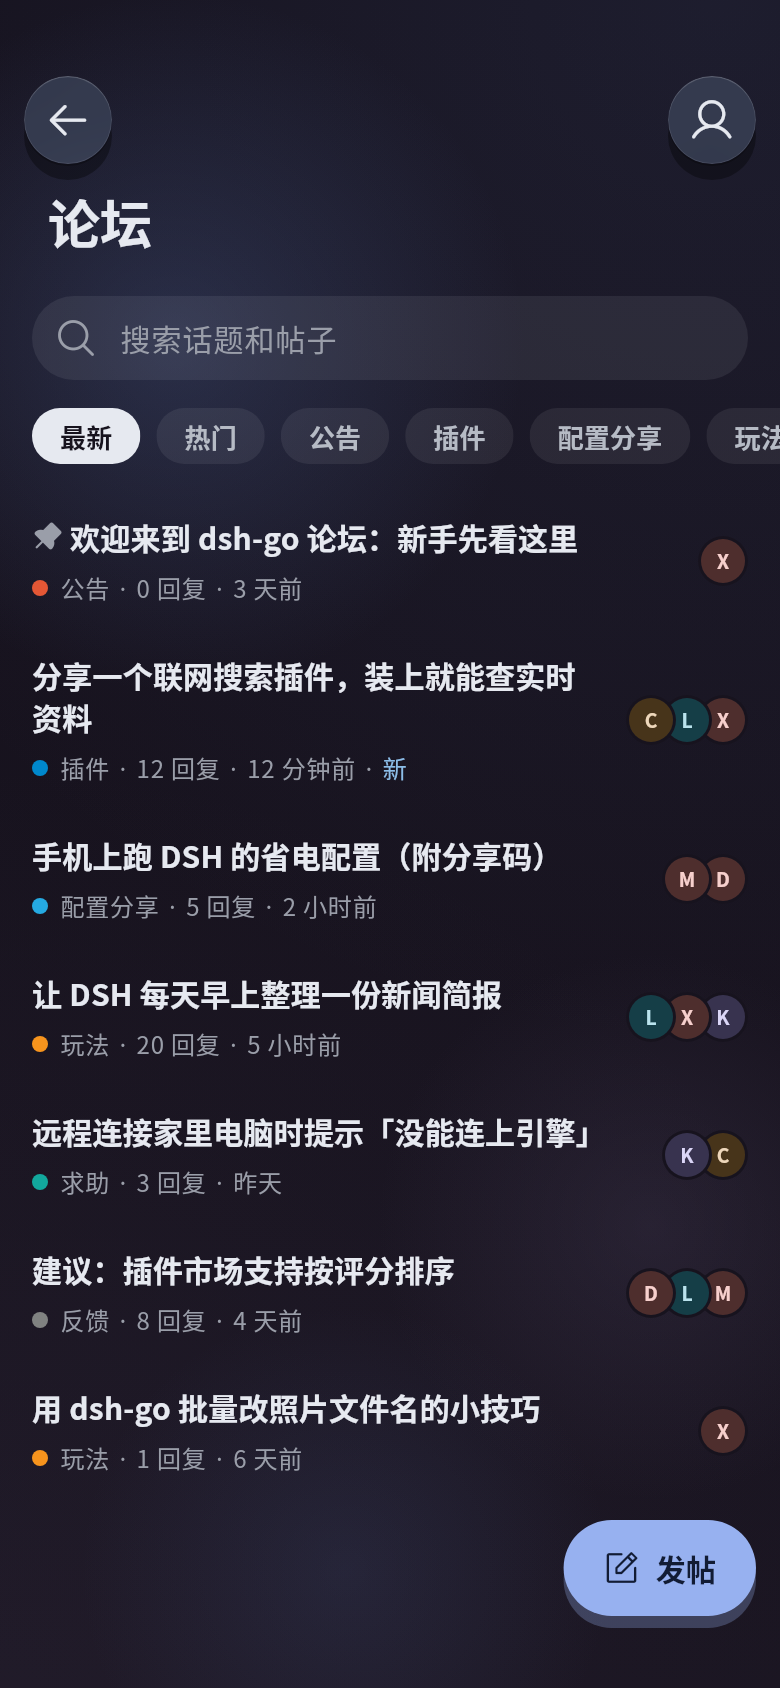 论坛
搜索话题和帖子
最新 热门 公告 插件 配置分享 玩法
欢迎来到 dsh-go 论坛：新手先看这里
X
公告 · 0 回复 · 3 天前
分享一个联网搜索插件，装上就能查实时
资料
C L X
插件 · 12 回复 · 12 分钟前 · 新
手机上跑 DSH 的省电配置（附分享码）
M D
配置分享 · 5 回复 · 2 小时前
让 DSH 每天早上整理一份新闻简报
L X K
玩法 · 20 回复 · 5 小时前
远程连接家里电脑时提示「没能连上引擎」
K C
求助 · 3 回复 · 昨天
建议：插件市场支持按评分排序
D L M
反馈 · 8 回复 · 4 天前
用 dsh-go 批量改照片文件名的小技巧
X
玩法 · 1 回复 · 6 天前
发帖